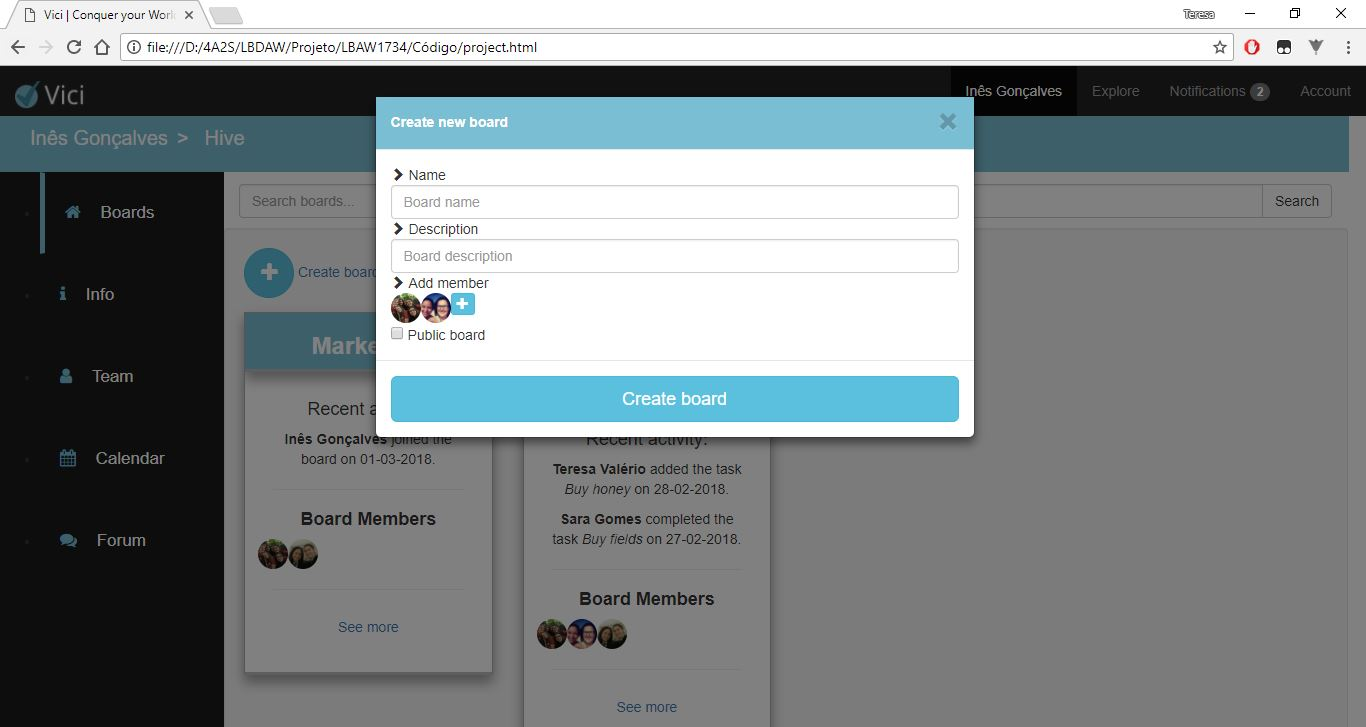 Vici | Conquer your Work
Teresa
file:///D:/4A2S/LBDAW/Projeto/LBAW1734/Código/project.html
Vici
Inês Gonçalves
Explore
Notifications 2
Account
Inês Gonçalves > Hive
Boards
Info
Team
Calendar
Forum
Search boards...
Search
Create board
Create new board
Name
Board name
Description
Board description
Add member
Public board
Create board
Marke
Recent a
Inês Gonçalves joined the
board on 01-03-2018.
Board Members
See more
Recent activity:
Teresa Valério added the task
Buy honey on 28-02-2018.
Sara Gomes completed the
task Buy fields on 27-02-2018.
Board Members
See more